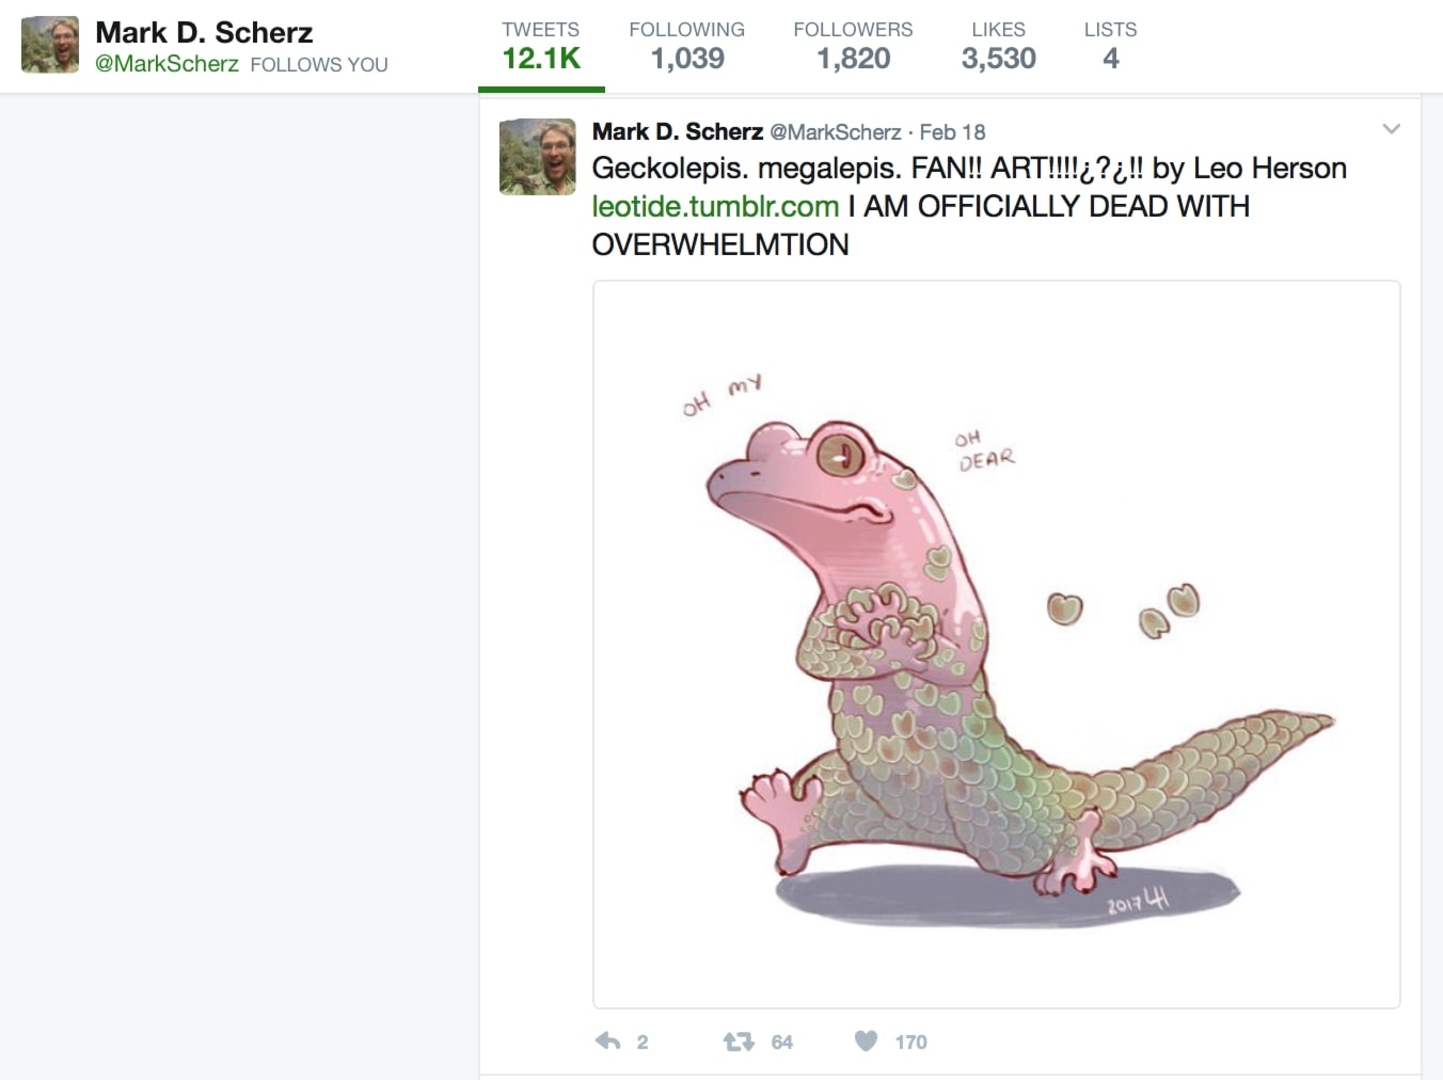 Mark D. Scherz
@MarkScherz FOLLOWS YOU
TWEETS
12.1K
FOLLOWING
1,039
FOLLOWERS
1,820
LIKES
3,530
LISTS
4
Mark D. Scherz @MarkScherz · Feb 18
Geckolepis. megalepis. FAN!! ART!!!!¿?¿!! by Leo Herson
leotide.tumblr.com I AM OFFICIALLY DEAD WITH
OVERWHELMTION
OH MY
OH
DEAR
2017 LH
2
64
170